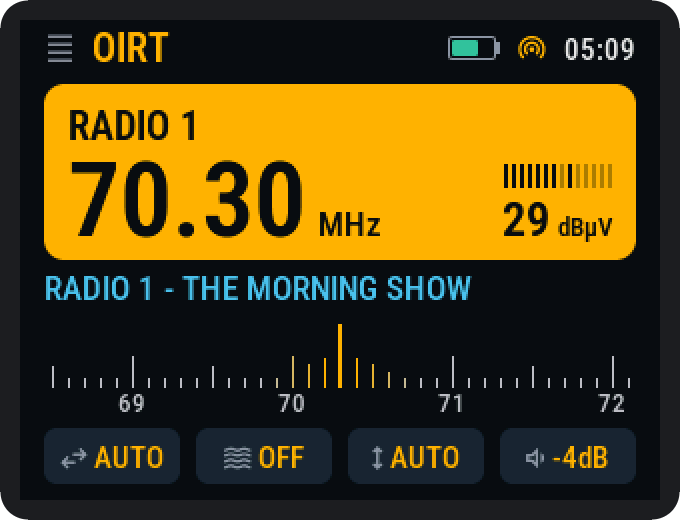 OIRT 05:09
RADIO 1
70.30 MHz
29 dBµV
RADIO 1 - THE MORNING SHOW
69 70 71 72
AUTO OFF AUTO -4dB